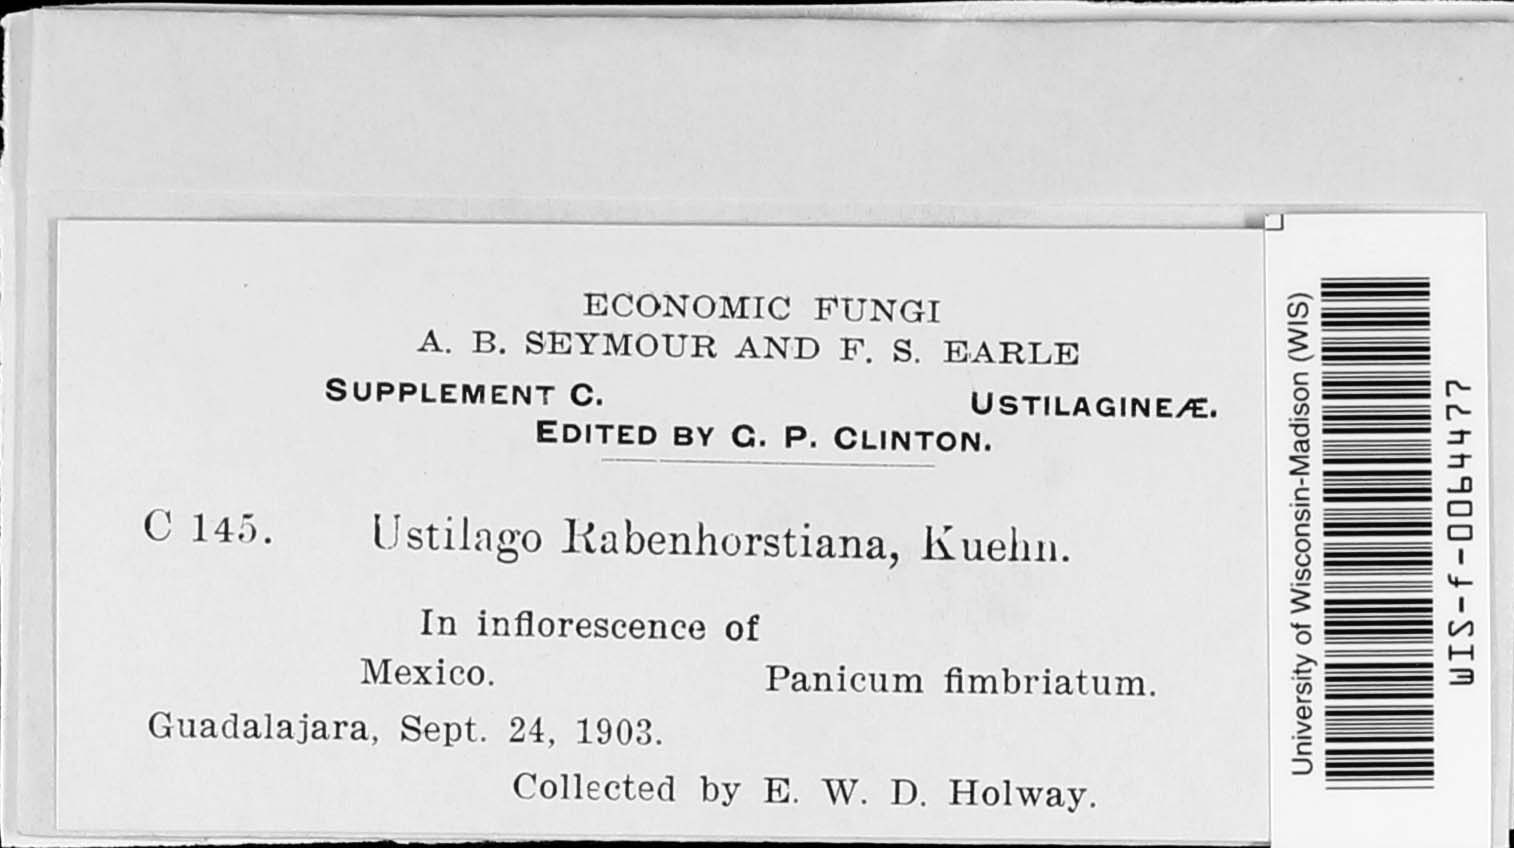 ECONOMIC FUNGI
A. B. SEYMOUR AND F. S. EARLE
SUPPLEMENT C. USTILAGINEÆ.
EDITED BY G. P. CLINTON.
C 145. Ustilago Rabenhorstiana, Kuehn.
In inflorescence of
Mexico. Panicum fimbriatum.
Guadalajara, Sept. 24, 1903.
Collected by E. W. D. Holway.
University of Wisconsin-Madison (WIS)
WIS-f-0064477